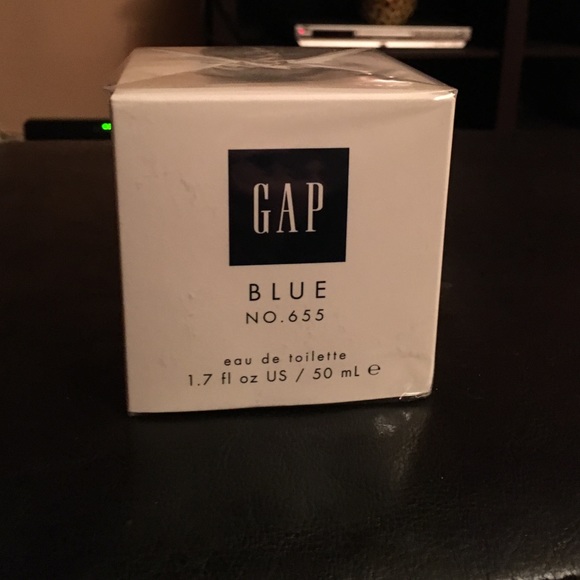 GAP
BLUE
NO.655
eau de toilette
1.7 fl oz US / 50 mL ℮